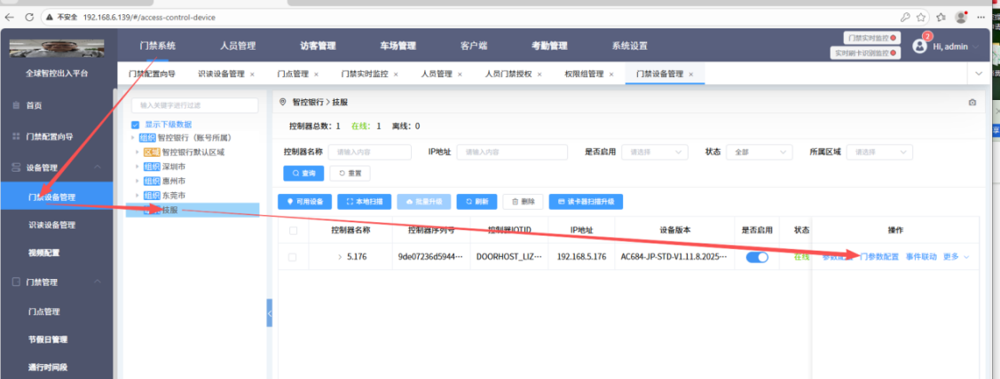 不安全 192.168.6.139/#/access-control-device
门禁系统 人员管理 访客管理 车场管理 客户端 考勤管理 系统设置
门禁实时监控
实时刷卡识别监控
2
Hi, admin
全球智控出入平台
门禁配置向导 识读设备管理 × 门点管理 × 门禁实时监控 × 人员管理 × 人员门禁授权 × 权限组管理 × 门禁设备管理 ×
首页
门禁配置向导
设备管理
门禁设备管理
识读设备管理
视频配置
门禁管理
门点管理
节假日管理
通行时间段
输入关键字进行过滤
显示下级数据
组织 智控银行（账号所属）
区域 智控银行默认区域
组织 深圳市
组织 惠州市
组织 东莞市
技服
智控银行 > 技服
控制器总数：1 在线：1 离线：0
控制器名称 请输入内容 IP地址 请输入内容 是否启用 请选择 状态 全部 所属区域 请选择
查询 重置
可用设备 本地扫描 批量升级 刷新 删除 读卡器扫描升级
控制器名称 控制器序列号 控制器IOTID IP地址 设备版本 是否启用 状态 操作
5.176 9de07236d5944··· DOORHOST_LIZ··· 192.168.5.176 AC684-JP-STD-V1.11.8.2025··· 在线 参数配置 门参数配置 事件联动 更多